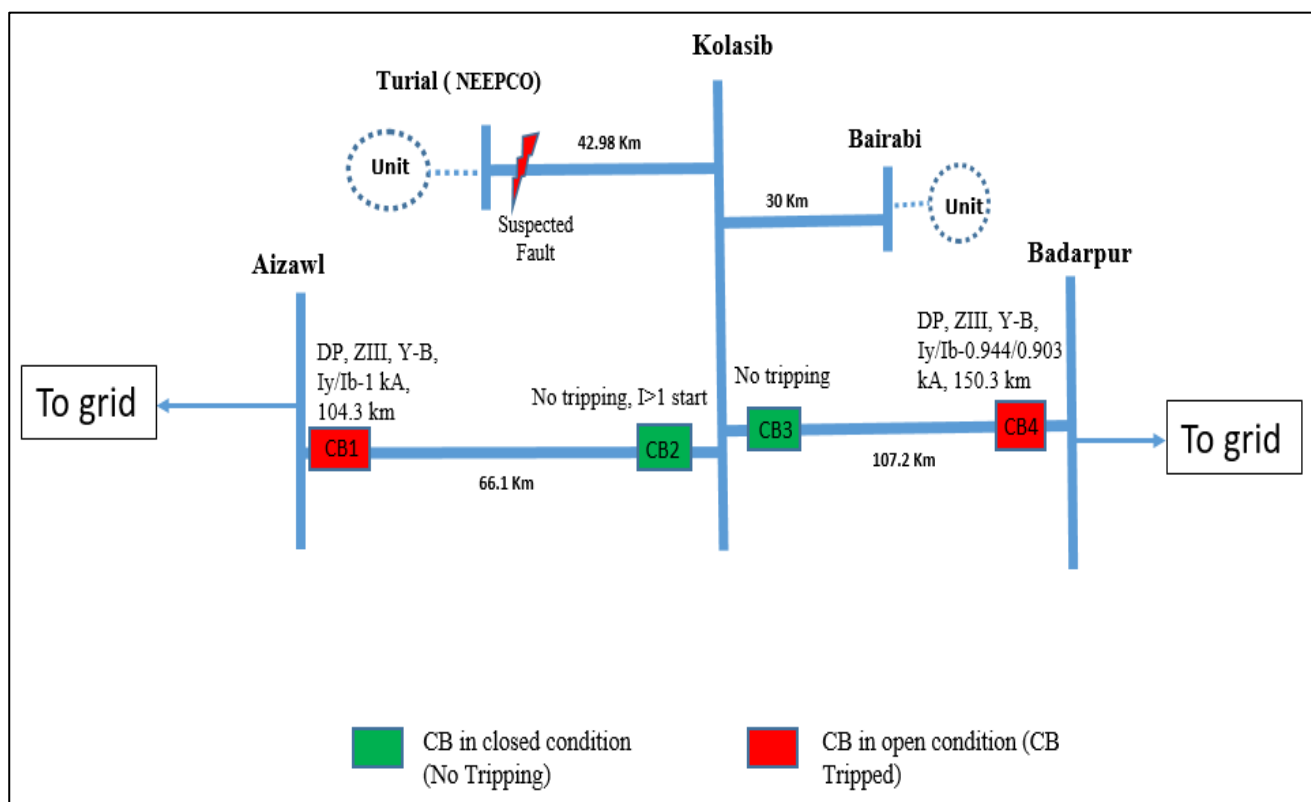 Kolasib
Turial ( NEEPCO)
42.98 Km
Bairabi
Unit
Unit
30 Km
Suspected
Fault
Aizawl
Badarpur
DP, ZIII, Y-B,
Iy/Ib-1 kA,
104.3 km
DP, ZIII, Y-B,
Iy/Ib-0.944/0.903
kA, 150.3 km
No tripping, I>1 start
No tripping
To grid
To grid
CB1
CB2
CB3
CB4
66.1 Km
107.2 Km
CB in closed condition
(No Tripping)
CB in open condition (CB
Tripped)